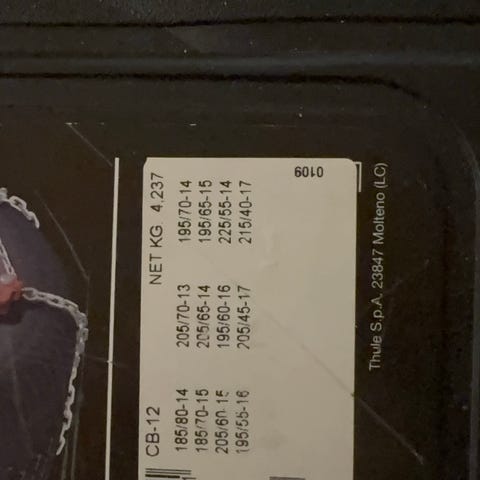 CB-12 NET KG 4.237
185/80-14 205/70-13 195/70-14
185/70-15 205/65-14 195/65-15
205/60-15 195/60-16 225/55-14
195/55-16 205/45-17 215/40-17
0109
Thule S.p.A. 23847 Molteno (LC)